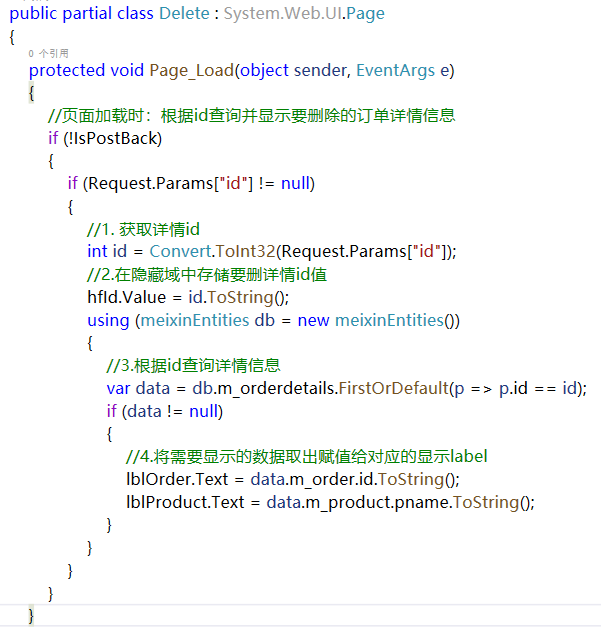 public partial class Delete : System.Web.UI.Page
{
0 个引用
protected void Page_Load(object sender, EventArgs e)
{
//页面加载时：根据id查询并显示要删除的订单详情信息
if (!IsPostBack)
{
if (Request.Params["id"] != null)
{
//1. 获取详情id
int id = Convert.ToInt32(Request.Params["id"]);
//2.在隐藏域中存储要删详情id值
hfId.Value = id.ToString();
using (meixinEntities db = new meixinEntities())
{
//3.根据id查询详情信息
var data = db.m_orderdetails.FirstOrDefault(p => p.id == id);
if (data != null)
{
//4.将需要显示的数据取出赋值给对应的显示label
lblOrder.Text = data.m_order.id.ToString();
lblProduct.Text = data.m_product.pname.ToString();
}
}
}
}
}